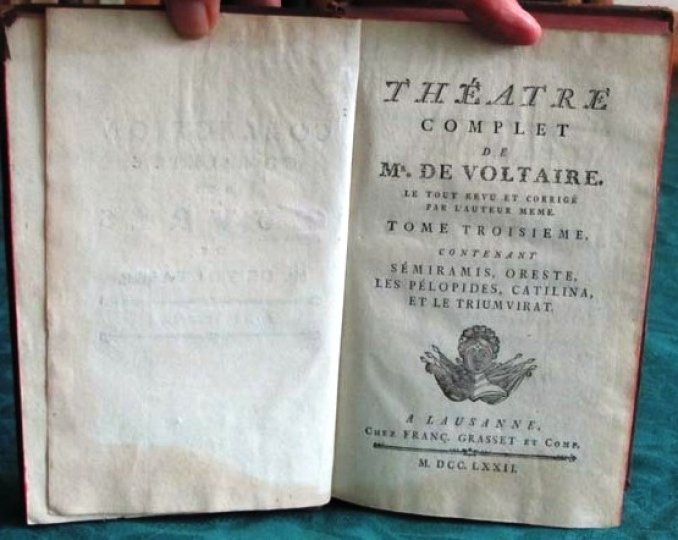 THÉATRE
COMPLET
DE
MR. DE VOLTAIRE.
LE TOUT REVU ET CORRIGÉ
PAR L'AUTEUR MEME.
TOME TROISIEME,
CONTENANT
SÉMIRAMIS, ORESTE,
LES PÉLOPIDES, CATILINA,
ET LE TRIUMVIRAT.
A LAUSANNE,
CHEZ FRANÇ. GRASSET ET COMP.
M. DCC. LXXII.